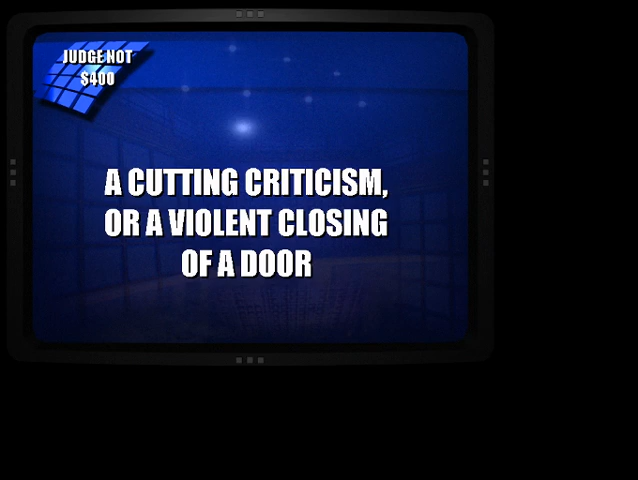 JUDGE NOT
$400
A CUTTING CRITICISM,
OR A VIOLENT CLOSING
OF A DOOR